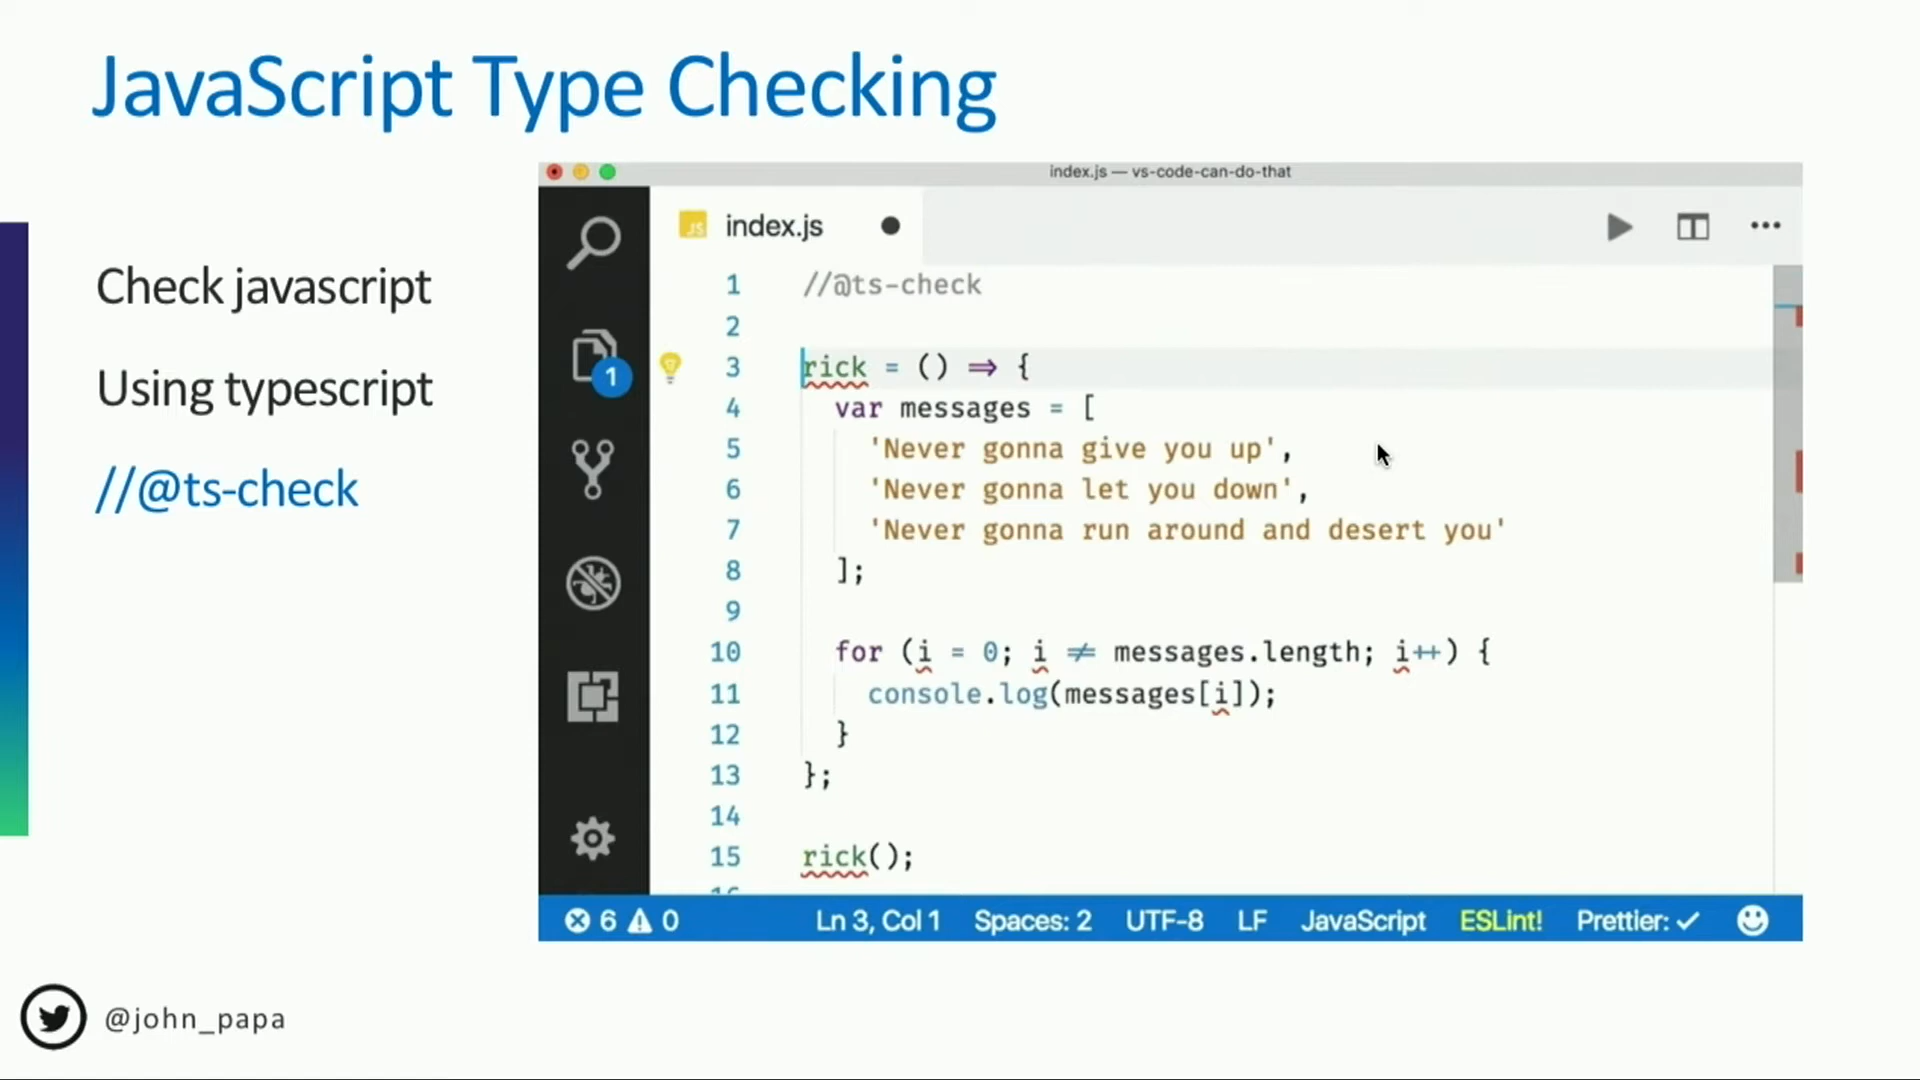 JavaScript Type Checking
Check javascript
Using typescript
//@ts-check
index.js — vs-code-can-do-that
JS index.js
1
1 //@ts-check
2
3 rick = () => {
4 var messages = [
5 'Never gonna give you up',
6 'Never gonna let you down',
7 'Never gonna run around and desert you'
8 ];
9
10 for (i = 0; i ≠ messages.length; i++) {
11 console.log(messages[i]);
12 }
13 };
14
15 rick();
6 0 Ln 3, Col 1 Spaces: 2 UTF-8 LF JavaScript ESLint! Prettier: ✓
@john_papa